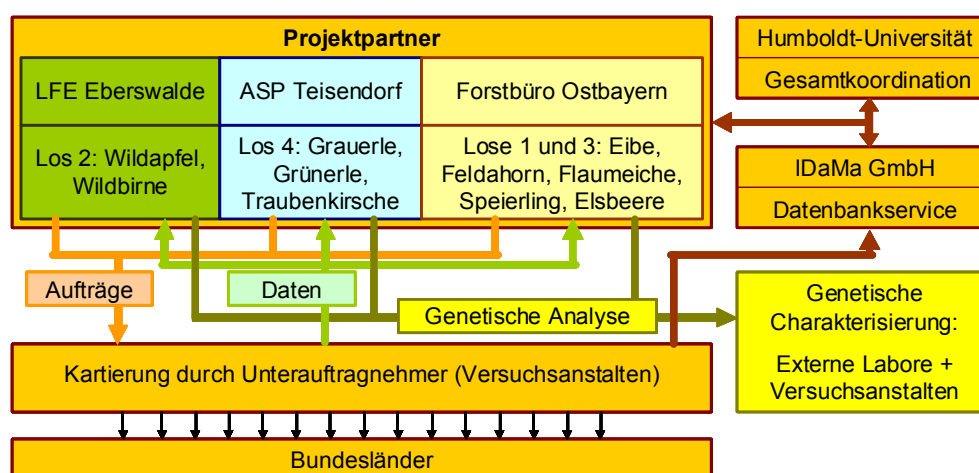 Projektpartner
LFE Eberswalde
ASP Teisendorf
Forstbüro Ostbayern
Los 2: Wildapfel,
Wildbirne
Los 4: Grauerle,
Grünerle,
Traubenkirsche
Lose 1 und 3: Eibe,
Feldahorn, Flaumeiche,
Speierling, Elsbeere
Humboldt-Universität
Gesamtkoordination
IDaMa GmbH
Datenbankservice
Aufträge
Daten
Genetische Analyse
Genetische
Charakterisierung:
Externe Labore +
Versuchsanstalten
Kartierung durch Unterauftragnehmer (Versuchsanstalten)
Bundesländer